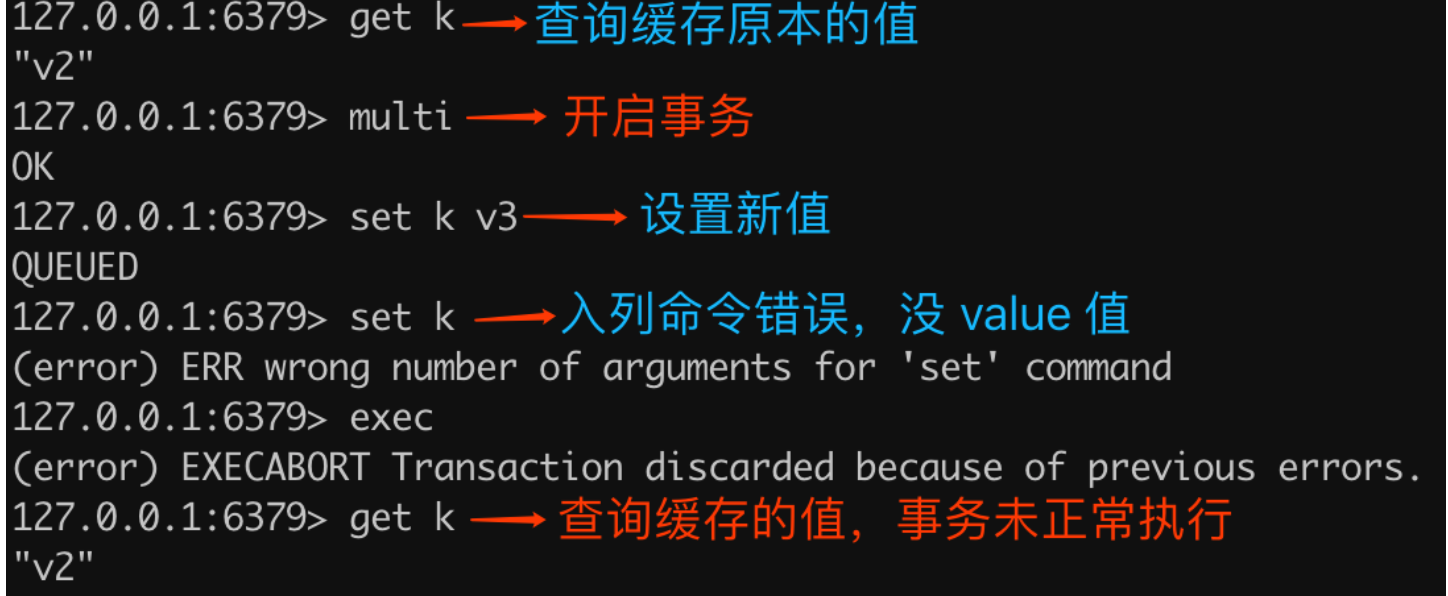 127.0.0.1:6379> get k 查询缓存原本的值
"v2"
127.0.0.1:6379> multi 开启事务
OK
127.0.0.1:6379> set k v3 设置新值
QUEUED
127.0.0.1:6379> set k 入列命令错误，没 value 值
(error) ERR wrong number of arguments for 'set' command
127.0.0.1:6379> exec
(error) EXECABORT Transaction discarded because of previous errors.
127.0.0.1:6379> get k 查询缓存的值，事务未正常执行
"v2"